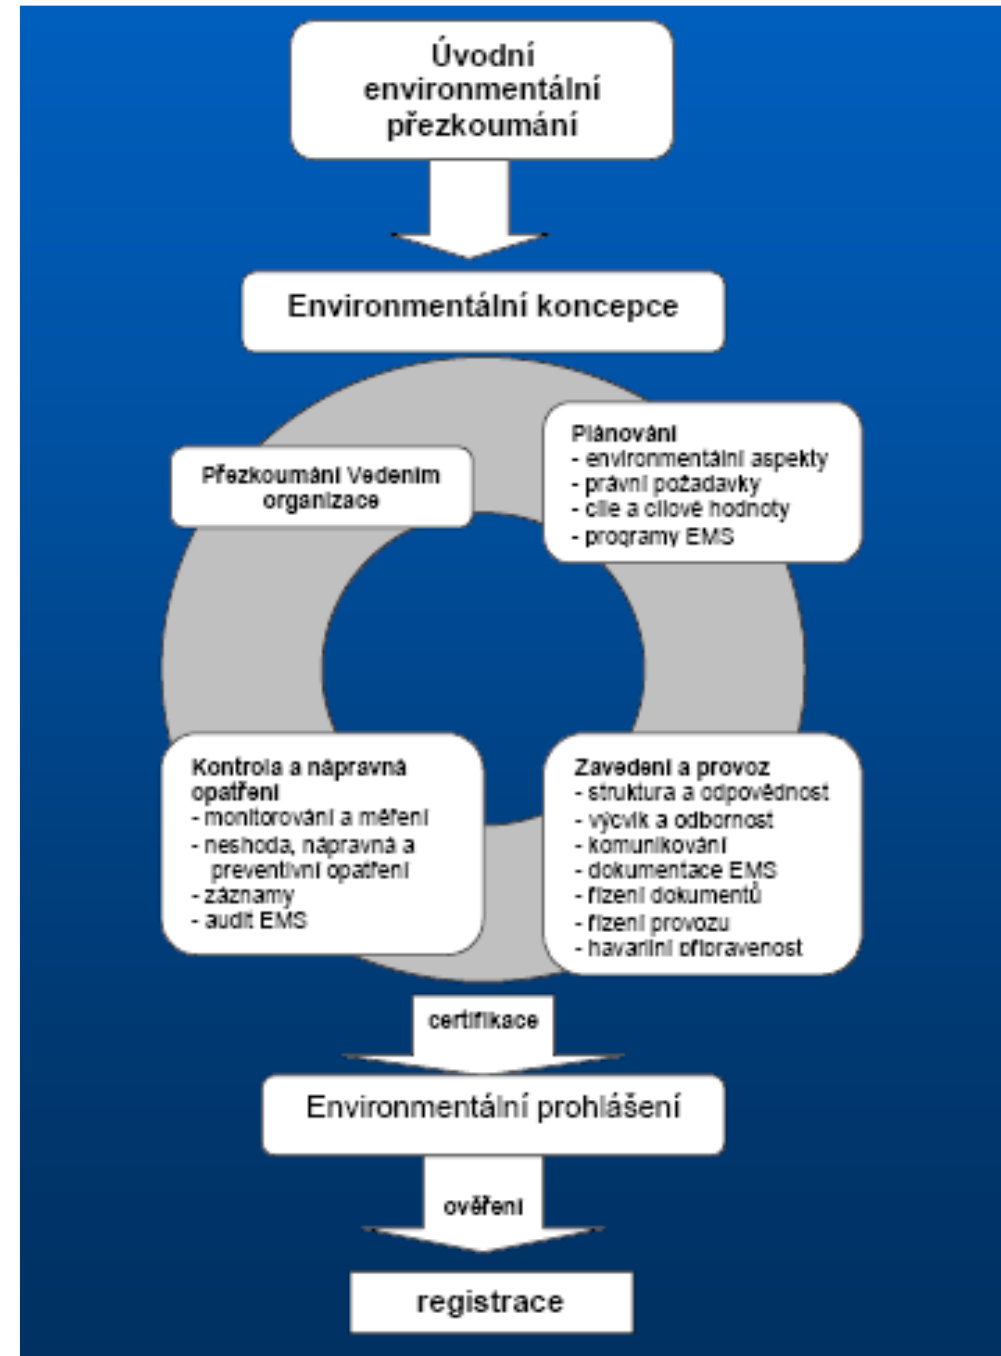 Úvodní
environmentální
přezkoumání
Environmentální koncepce
Přezkoumání Vedením
organizace
Plánování
- environmentální aspekty
- právní požadavky
- cíle a cílové hodnoty
- programy EMS
Kontrola a nápravná
opatření
- monitorování a měření
- neshoda, nápravná a
preventivní opatření
- záznamy
- audit EMS
Zavedení a provoz
- struktura a odpovědnost
- výcvik a odbornost
- komunikování
- dokumentace EMS
- řízení dokumentů
- řízení provozu
- havarijní připravenost
certifikace
Environmentální prohlášení
ověření
registrace